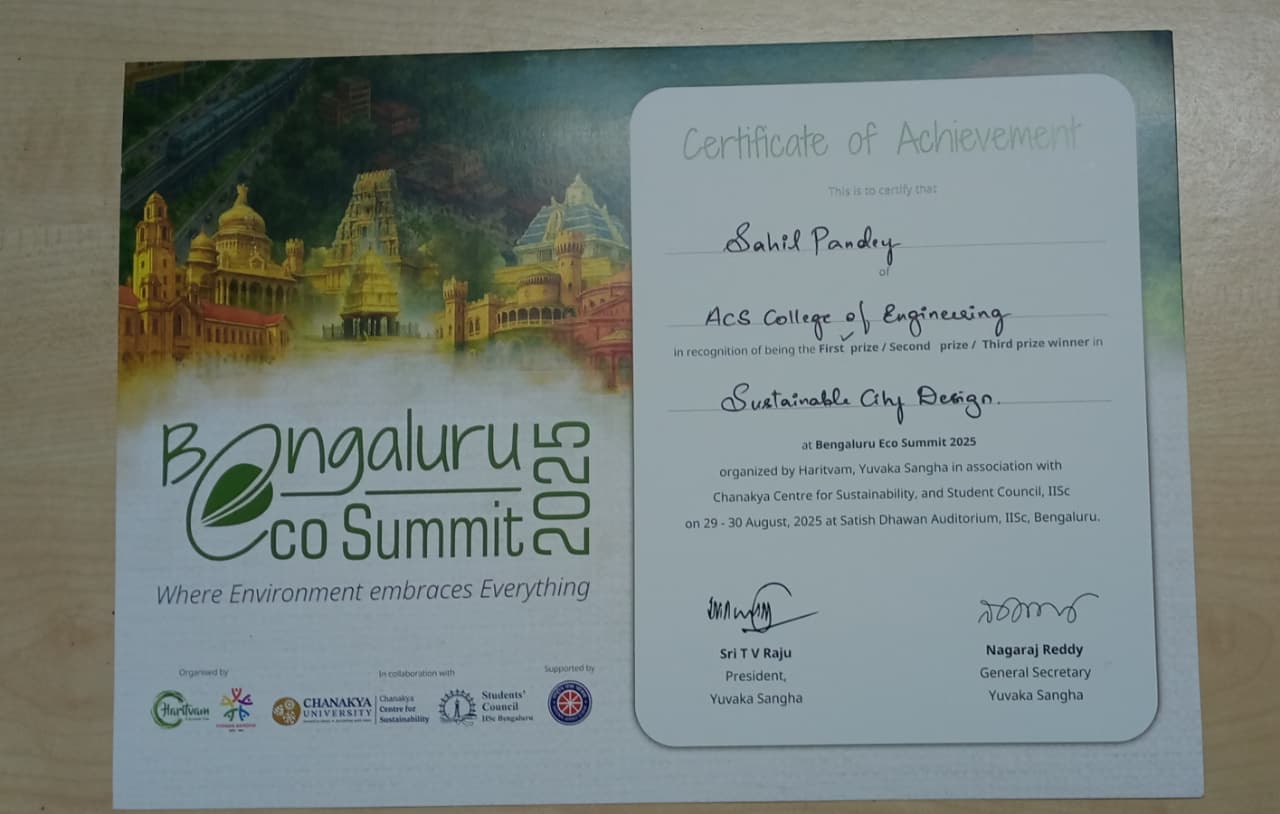 Certificate of Achievement
This is to certify that
Sahil Pandey
of
ACS College of Engineering
in recognition of being the First prize / Second prize / Third prize winner in
Sustainable City Design.
at Bengaluru Eco Summit 2025
organized by Haritvam, Yuvaka Sangha in association with
Chanakya Centre for Sustainability, and Student Council, IISc
on 29 - 30 August, 2025 at Satish Dhawan Auditorium, IISc, Bengaluru.
Sri T V Raju
President,
Yuvaka Sangha
Nagaraj Reddy
General Secretary
Yuvaka Sangha
Bengaluru
Eco Summit
2025
Where Environment embraces Everything
Organised by
Haritvam
In collaboration with
CHANAKYA
UNIVERSITY
Chanakya
Centre for
Sustainability
Students'
Council
IISc Bengaluru
Supported by